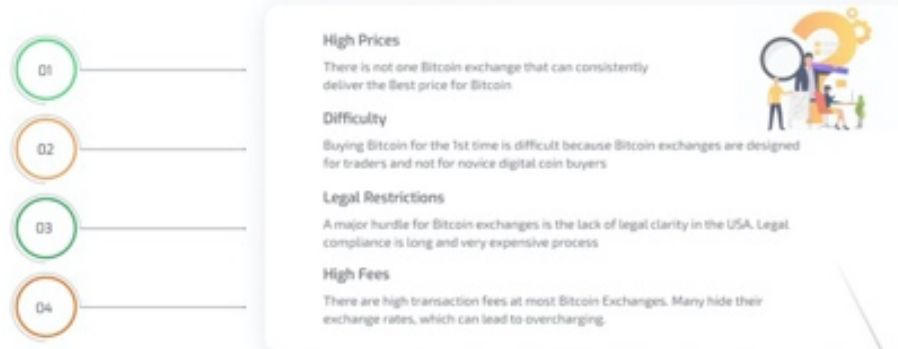 01
High Prices
There is not one Bitcoin exchange that can consistently
deliver the Best price for Bitcoin
02
Difficulty
Buying Bitcoin for the 1st time is difficult because Bitcoin exchanges are designed
for traders and not for novice digital coin buyers
03
Legal Restrictions
A major hurdle for Bitcoin exchanges is the lack of legal clarity in the USA. Legal
compliance is long and very expensive process
04
High Fees
There are high transaction fees at most Bitcoin Exchanges. Many hide their
exchange rates, which can lead to overcharging.